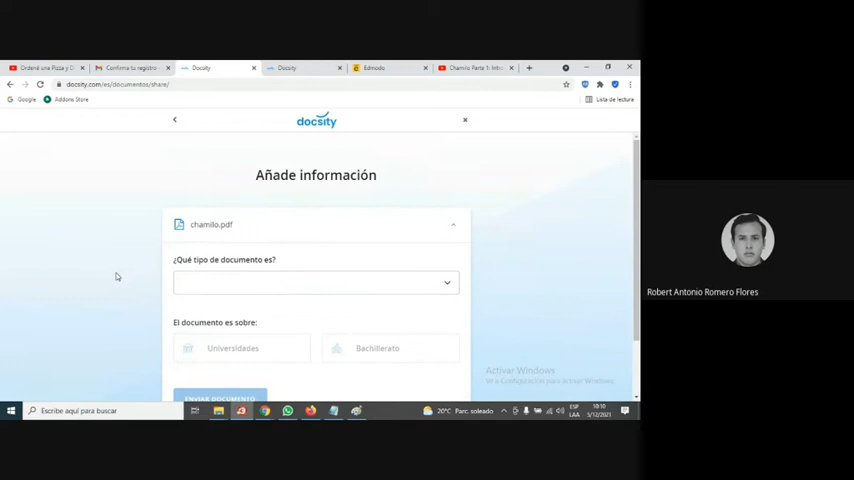 Ordené una Pizza y D
Confirma tu registro -
Docsity
Docsity
Edmodo
Chamilo Parte 1: Intro
docsity.com/es/documentos/share/
Google
Addons Store
Lista de lectura
docsity
Añade información
chamilo.pdf
¿Qué tipo de documento es?
El documento es sobre:
Universidades
Bachillerato
ENVIAR DOCUMENTO
Activar Windows
Ve a Configuración para activar Windows.
Robert Antonio Romero Flores
Escribe aquí para buscar
20°C Parc. soleado
ESP
LAA
10:10
5/12/2021